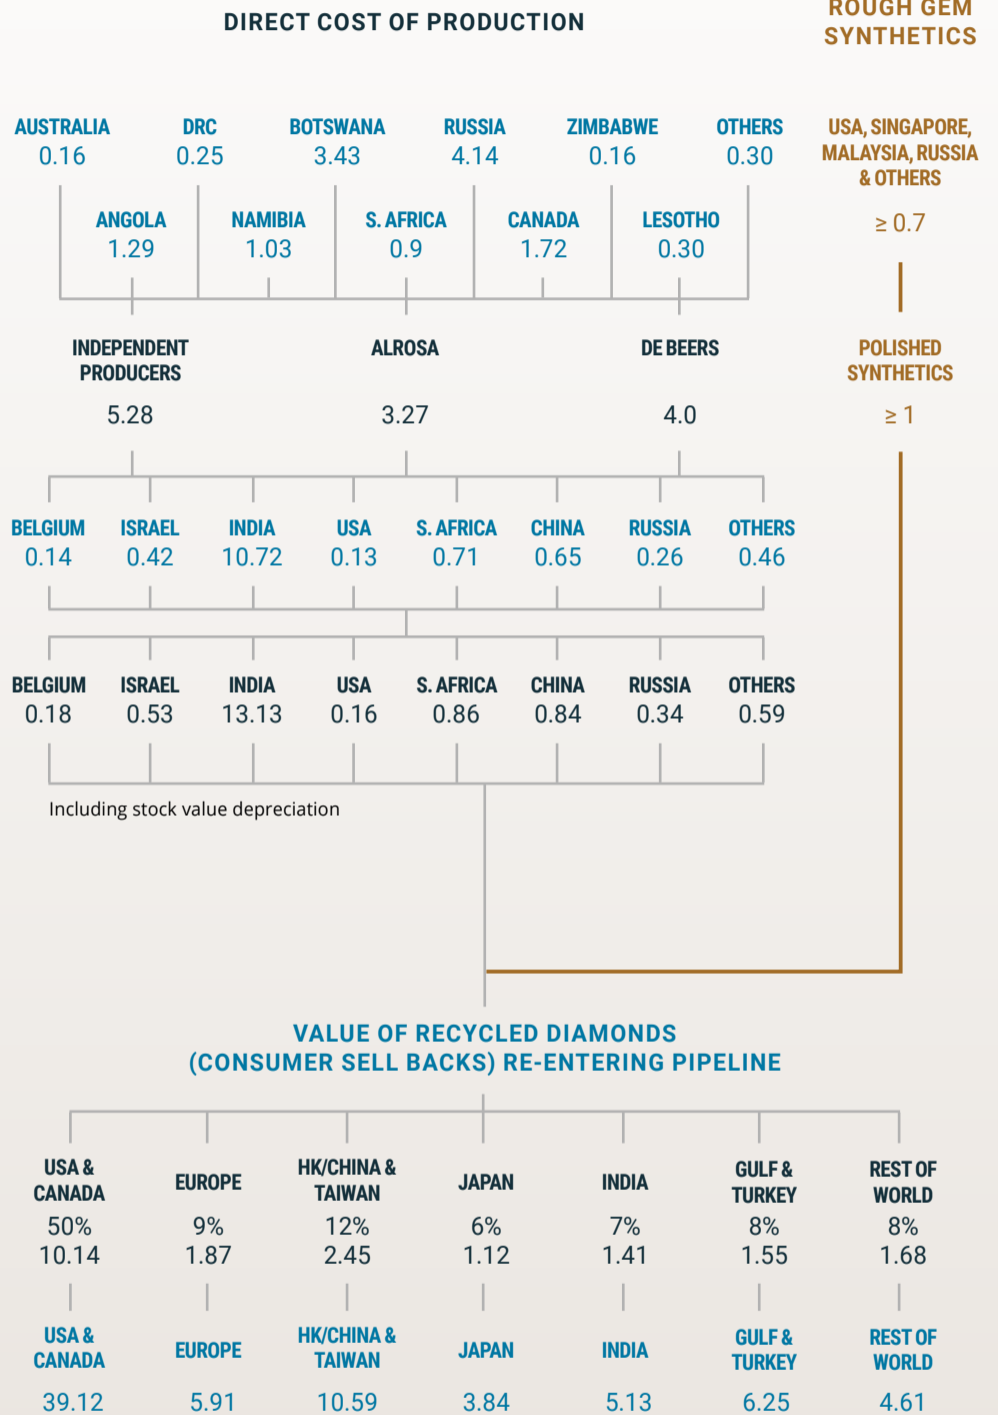 DIRECT COST OF PRODUCTION
ROUGH GEM
SYNTHETICS
AUSTRALIA
0.16
DRC
0.25
BOTSWANA
3.43
RUSSIA
4.14
ZIMBABWE
0.16
OTHERS
0.30
USA, SINGAPORE,
MALAYSIA, RUSSIA
& OTHERS
≥ 0.7
ANGOLA
1.29
NAMIBIA
1.03
S. AFRICA
0.9
CANADA
1.72
LESOTHO
0.30
INDEPENDENT
PRODUCERS
5.28
ALROSA
3.27
DE BEERS
4.0
POLISHED
SYNTHETICS
≥ 1
BELGIUM
0.14
ISRAEL
0.42
INDIA
10.72
USA
0.13
S. AFRICA
0.71
CHINA
0.65
RUSSIA
0.26
OTHERS
0.46
BELGIUM
0.18
ISRAEL
0.53
INDIA
13.13
USA
0.16
S. AFRICA
0.86
CHINA
0.84
RUSSIA
0.34
OTHERS
0.59
Including stock value depreciation
VALUE OF RECYCLED DIAMONDS
(CONSUMER SELL BACKS) RE-ENTERING PIPELINE
USA &
CANADA
50%
10.14
EUROPE
9%
1.87
HK/CHINA &
TAIWAN
12%
2.45
JAPAN
6%
1.12
INDIA
7%
1.41
GULF &
TURKEY
8%
1.55
REST OF
WORLD
8%
1.68
USA &
CANADA
39.12
EUROPE
5.91
HK/CHINA &
TAIWAN
10.59
JAPAN
3.84
INDIA
5.13
GULF &
TURKEY
6.25
REST OF
WORLD
4.61